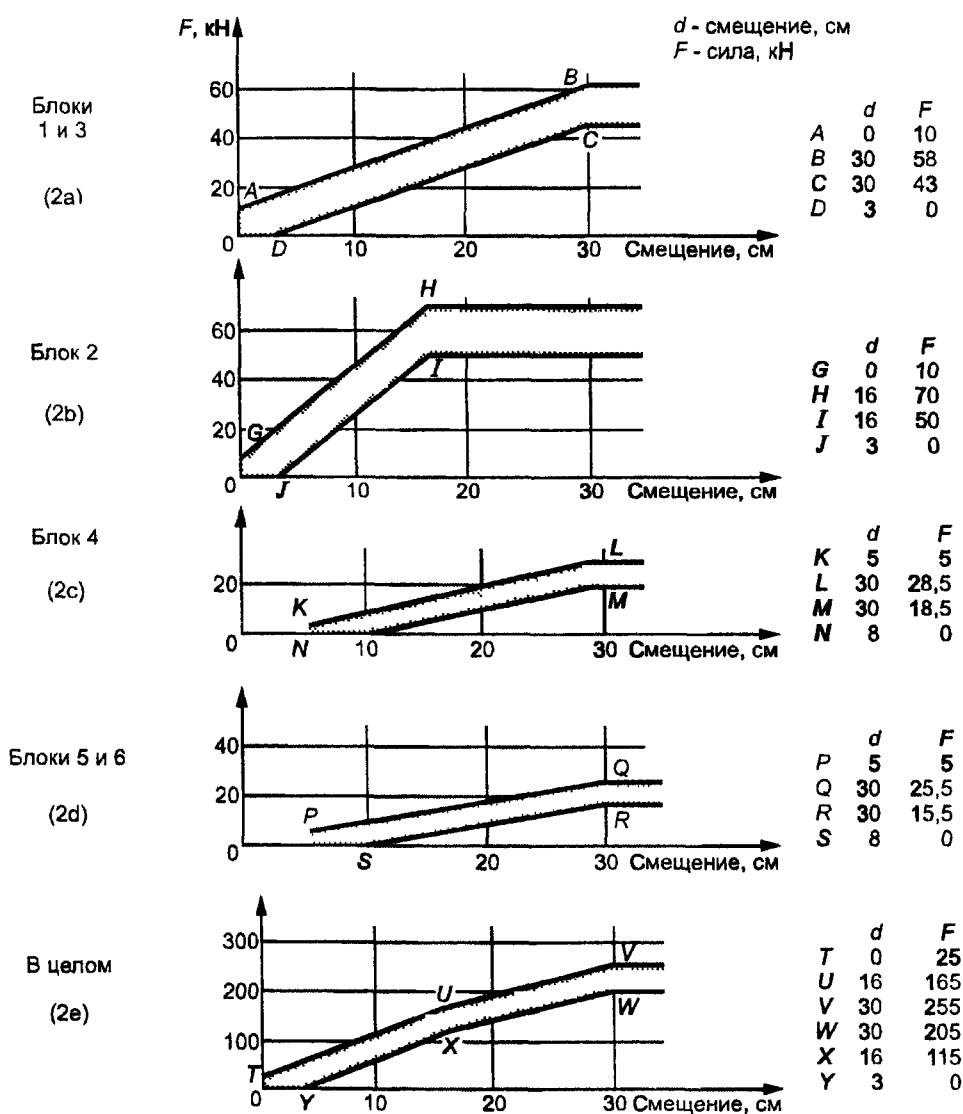 F, кН
d - смещение, см
F - сила, кН
Блоки
1 и 3
(2a)
60
40
20
0
A
B
C
D
10
20
30
Смещение, см
d F
A 0 10
B 30 58
C 30 43
D 3 0
Блок 2
(2b)
60
40
20
0
G
H
I
J
10
20
30
Смещение, см
d F
G 0 10
H 16 70
I 16 50
J 3 0
Блок 4
(2c)
20
0
K
L
M
N
10
20
30
Смещение, см
d F
K 5 5
L 30 28,5
M 30 18,5
N 8 0
Блоки 5 и 6
(2d)
40
20
0
P
Q
R
S
20
30
Смещение, см
d F
P 5 5
Q 30 25,5
R 30 15,5
S 8 0
В целом
(2e)
300
200
100
0
T
U
V
W
X
Y
10
20
30
Смещение, см
d F
T 0 25
U 16 165
V 30 255
W 30 205
X 16 115
Y 3 0